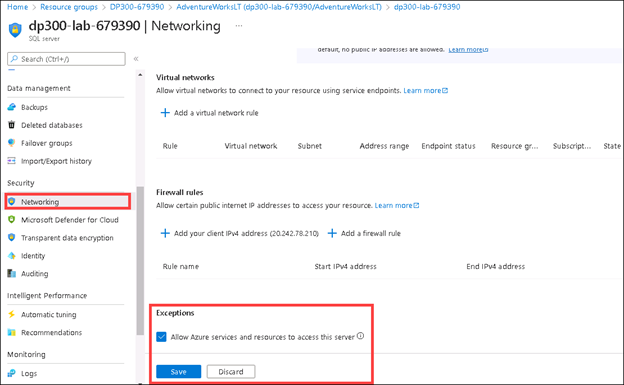 Home > Resource groups > DP300-679390 > AdventureWorksLT (dp300-lab-679390/AdventureWorksLT) > dp300-lab-679390
dp300-lab-679390 | Networking ...
SQL server
Search (Ctrl+/)
«
default, no public IP addresses are allowed. Learn more
Data management
Backups
Deleted databases
Failover groups
Import/Export history
Security
Networking
Microsoft Defender for Cloud
Transparent data encryption
Identity
Auditing
Intelligent Performance
Automatic tuning
Recommendations
Monitoring
Logs
Virtual networks
Allow virtual networks to connect to your resource using service endpoints. Learn more
+ Add a virtual network rule
Rule Virtual network Subnet Address range Endpoint status Resource gr... Subscript... State
Firewall rules
Allow certain public internet IP addresses to access your resource. Learn more
+ Add your client IPv4 address (20.242.78.210) + Add a firewall rule
Rule name Start IPv4 address End IPv4 address
Exceptions
Allow Azure services and resources to access this server
Save Discard